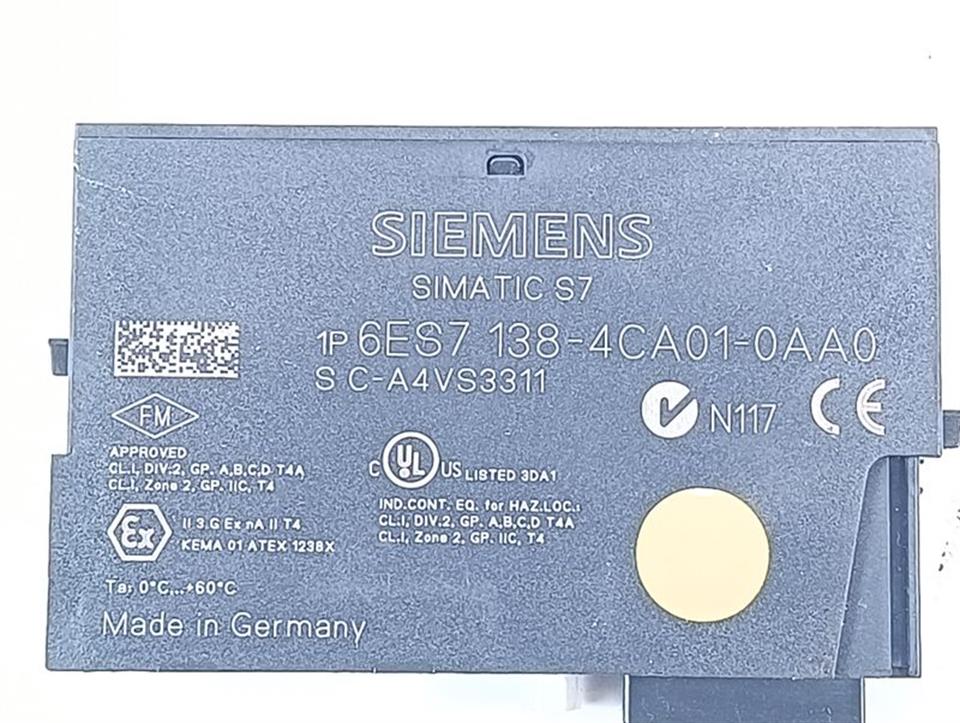 SIEMENS
SIMATIC S7
1P 6ES7 138-4CA01-0AA0
S C-A4VS3311
N117
CE
FM
APPROVED
CL.I, DIV.2, GP. A,B,C,D T4A
CL.I, Zone 2, GP. IIC, T4
C UL US LISTED 3DA1
IND.CONT. EQ. for HAZ.LOC.:
CL.I, DIV.2, GP. A,B,C,D T4A
CL.I, Zone 2, GP. IIC, T4
Ex
II 3 G Ex nA II T4
KEMA 01 ATEX 1238X
Ta: 0°C...+60°C
Made in Germany